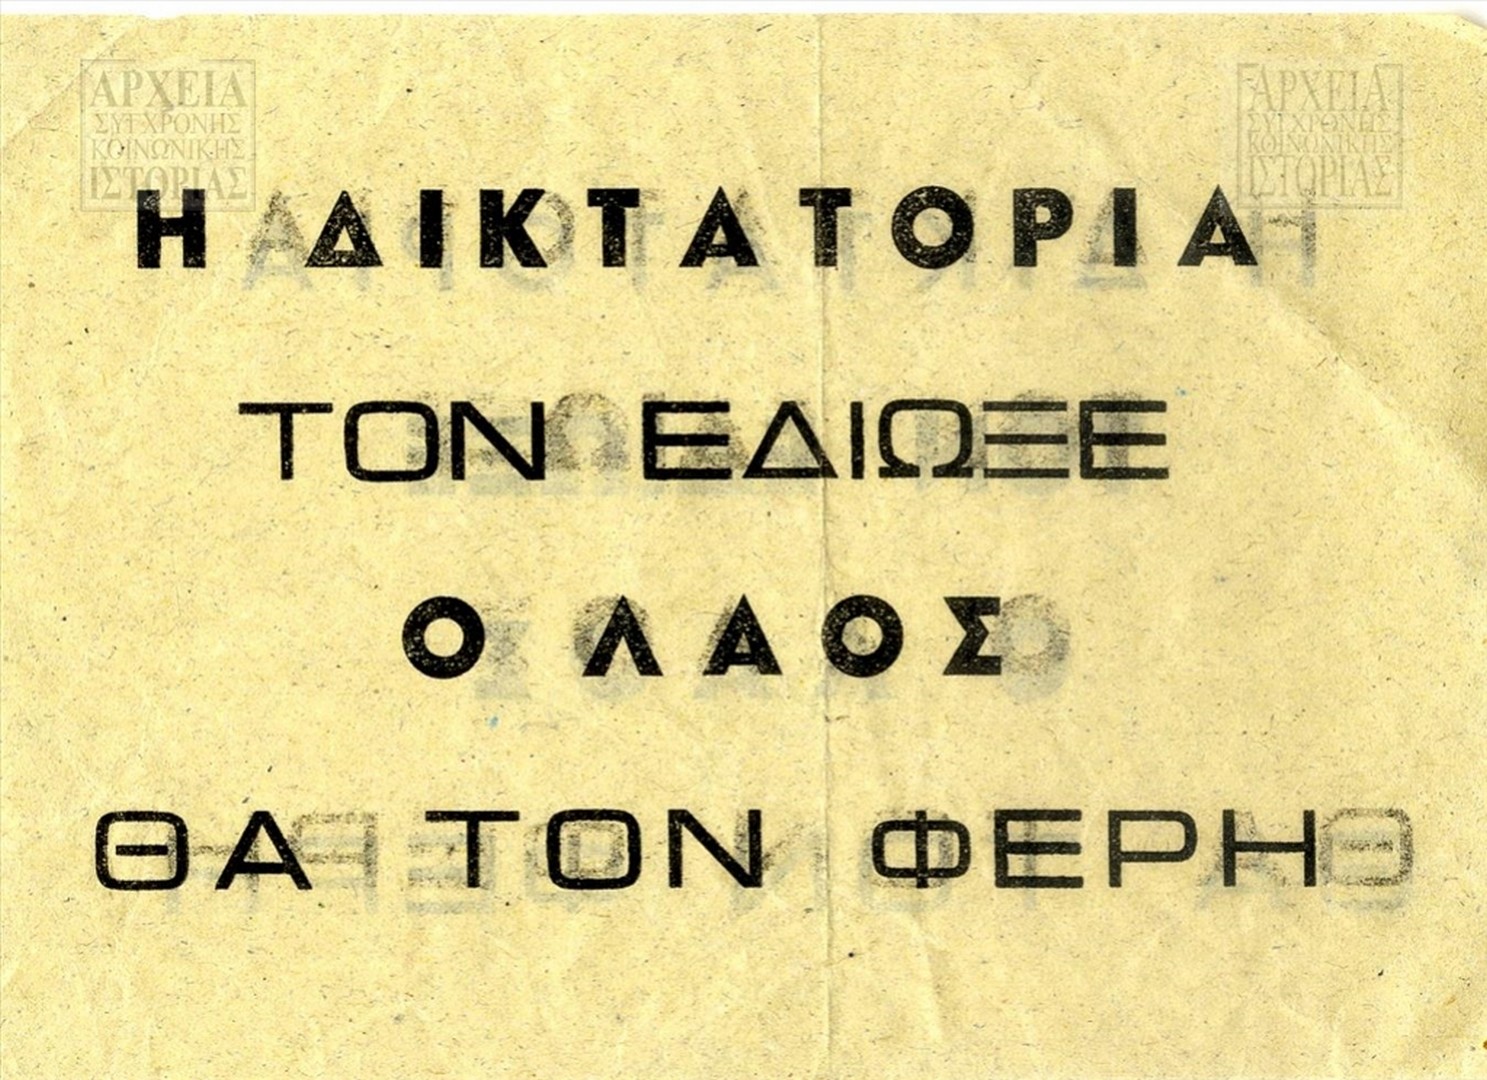 ΑΡΧΕΙΑ
ΣΥΓΧΡΟΝΗΣ
ΚΟΙΝΩΝΙΚΗΣ
ΙΣΤΟΡΙΑΣ
ΑΡΧΕΙΑ
ΣΥΓΧΡΟΝΗΣ
ΚΟΙΝΩΝΙΚΗΣ
ΙΣΤΟΡΙΑΣ
Η ΔΙΚΤΑΤΟΡΙΑ
ΤΟΝ ΕΔΙΩΞΕ
Ο ΛΑΟΣ
ΘΑ ΤΟΝ ΦΕΡΗ